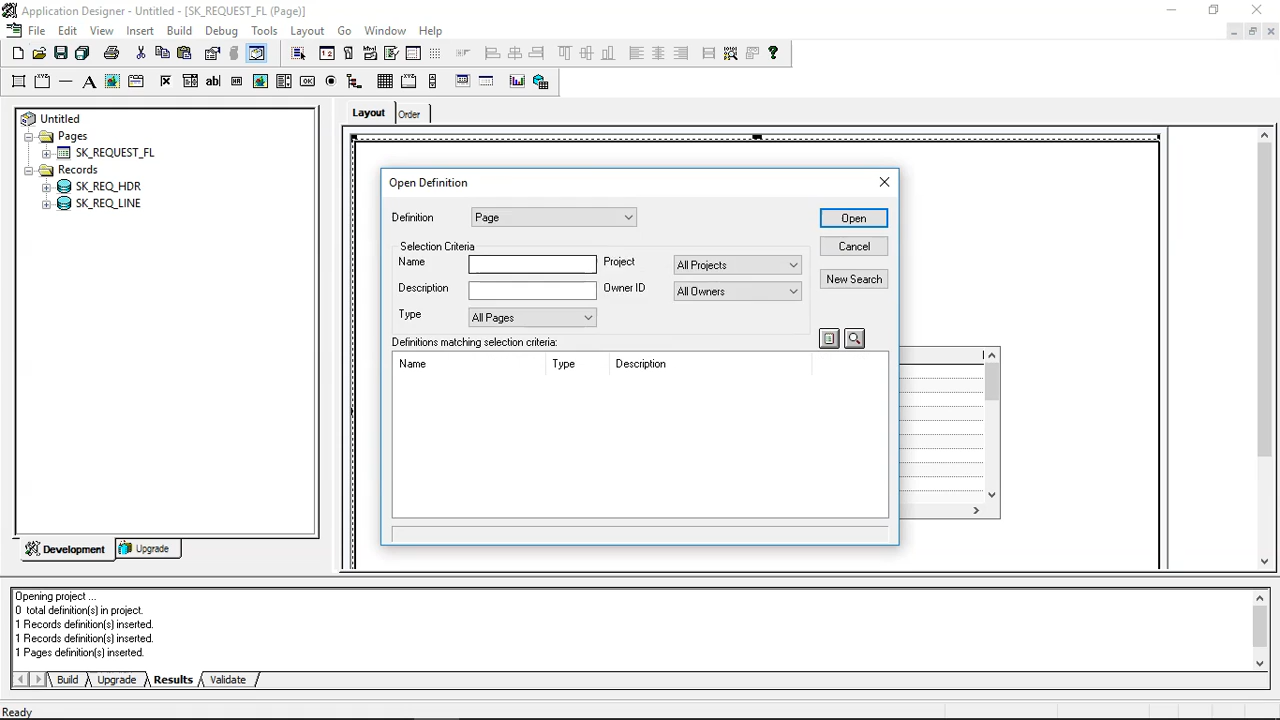 Application Designer - Untitled - [SK_REQUEST_FL (Page)]
File Edit View Insert Build Debug Tools Layout Go Window Help
Untitled
Pages
SK_REQUEST_FL
Records
SK_REQ_HDR
SK_REQ_LINE
Development Upgrade
Layout Order
Open Definition
Definition Page Open
Selection Criteria Cancel
Name Project All Projects
New Search
Description Owner ID All Owners
Type All Pages
Definitions matching selection criteria:
Name Type Description
Opening project ...
0 total definition(s) in project.
1 Records definition(s) inserted.
1 Records definition(s) inserted.
1 Pages definition(s) inserted.
Build Upgrade Results Validate
Ready